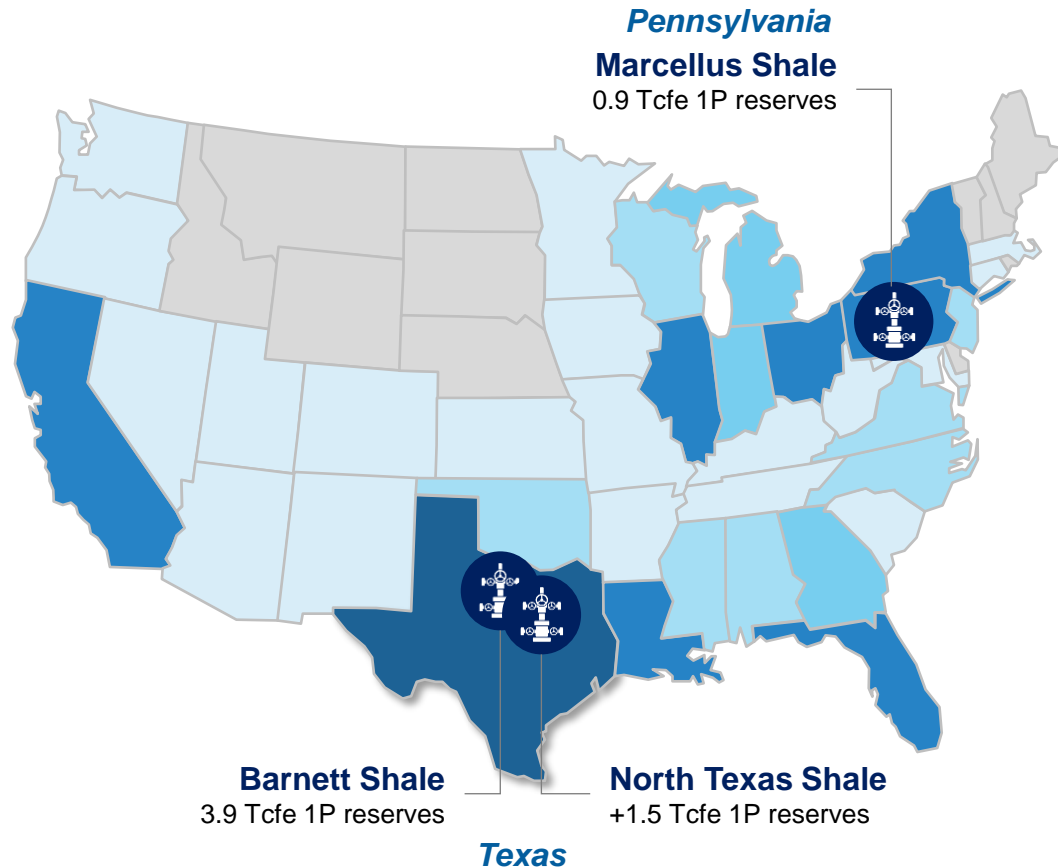 Pennsylvania
Marcellus Shale
0.9 Tcfe 1P reserves
Barnett Shale
3.9 Tcfe 1P reserves
North Texas Shale
+1.5 Tcfe 1P reserves
Texas